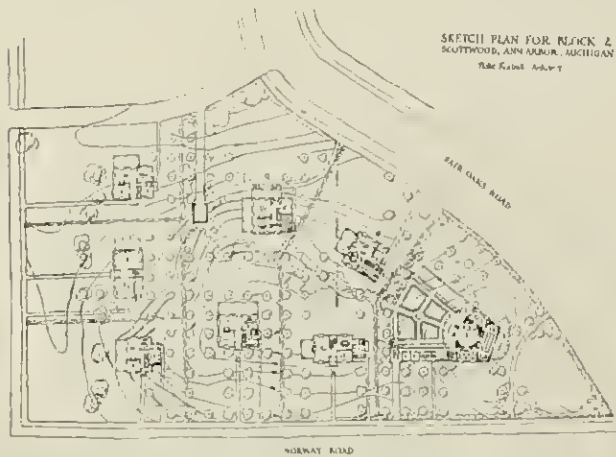 SKETCH PLAN FOR BLOCK 2
SCOTTWOOD, ANN ARBOR, MICHIGAN
FAIR OAKS ROAD
NORWAY ROAD